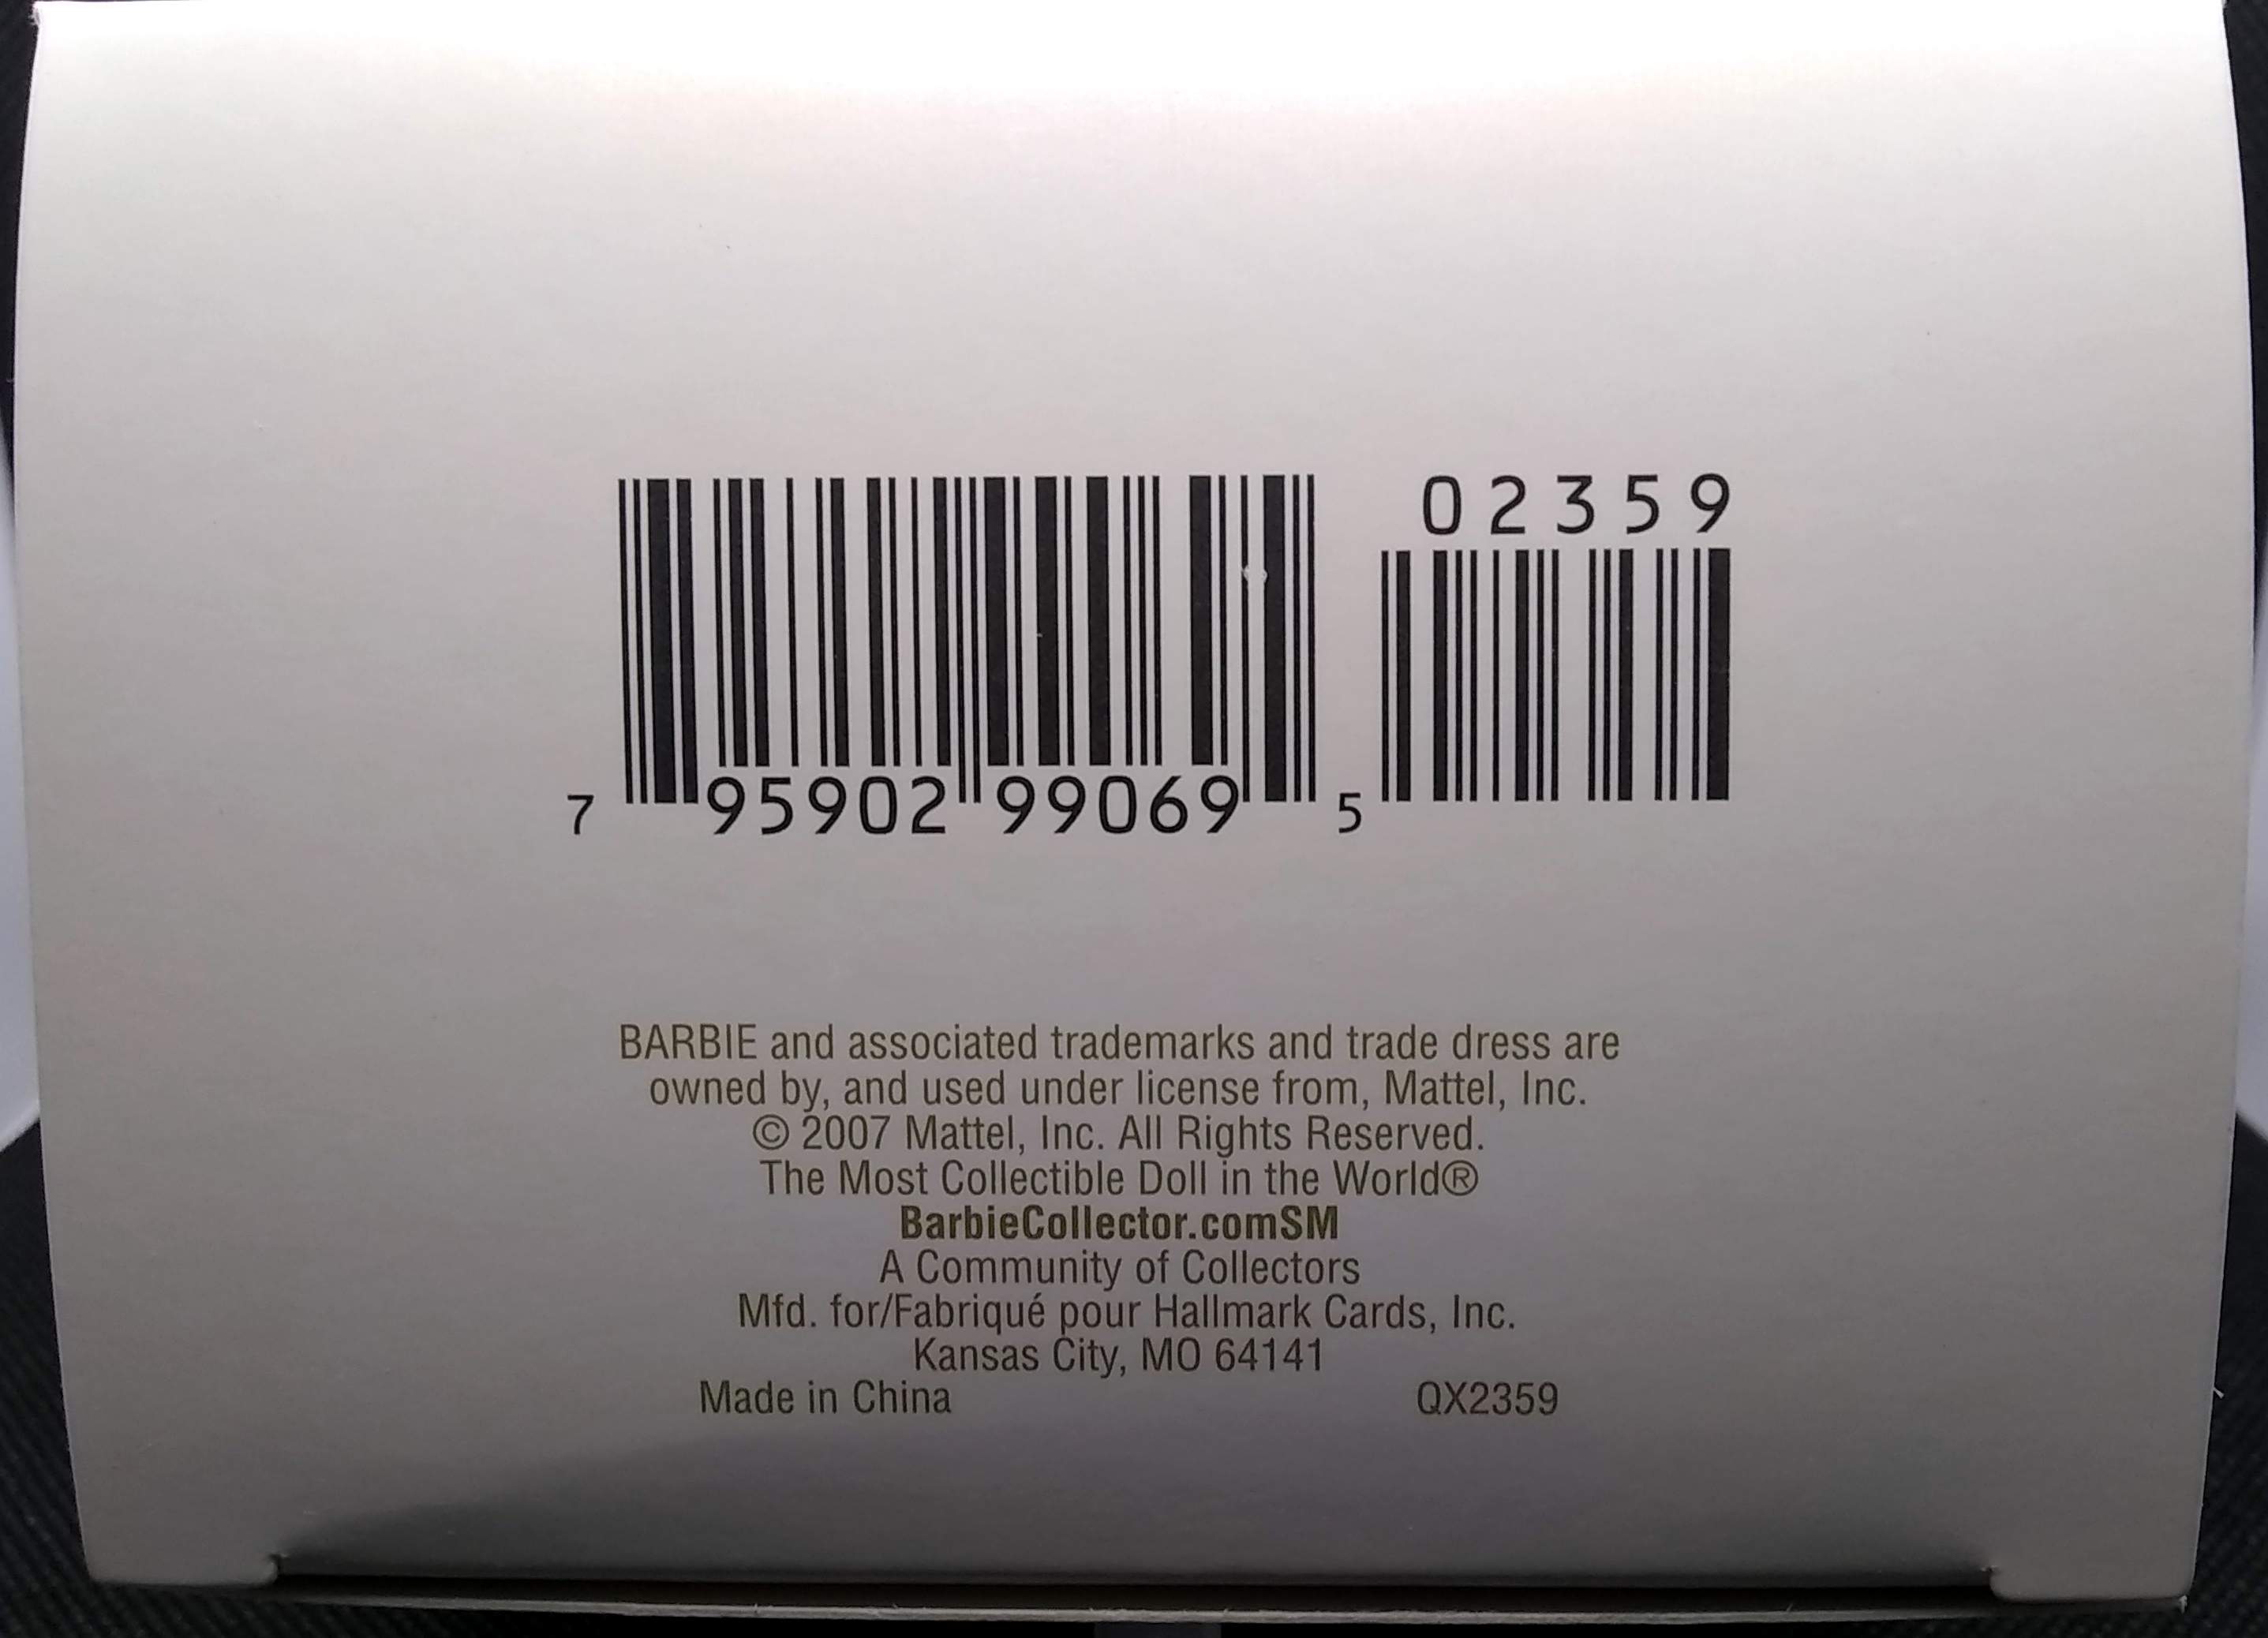 02359
7 95902 99069 5
BARBIE and associated trademarks and trade dress are
owned by, and used under license from, Mattel, Inc.
© 2007 Mattel, Inc. All Rights Reserved.
The Most Collectible Doll in the World®
BarbieCollector.comSM
A Community of Collectors
Mfd. for/Fabriqué pour Hallmark Cards, Inc.
Kansas City, MO 64141
Made in China QX2359